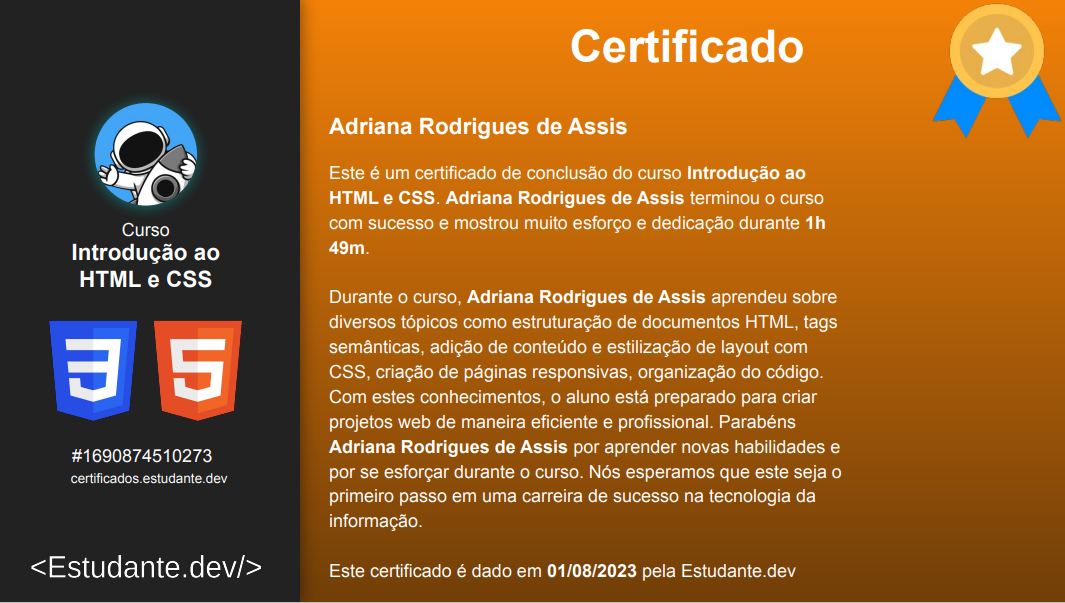 Curso
Introdução ao
HTML e CSS
#1690874510273
certificados.estudante.dev
<Estudante.dev/>
Certificado
Adriana Rodrigues de Assis
Este é um certificado de conclusão do curso Introdução ao
HTML e CSS. Adriana Rodrigues de Assis terminou o curso
com sucesso e mostrou muito esforço e dedicação durante 1h
49m.
Durante o curso, Adriana Rodrigues de Assis aprendeu sobre
diversos tópicos como estruturação de documentos HTML, tags
semânticas, adição de conteúdo e estilização de layout com
CSS, criação de páginas responsivas, organização do código.
Com estes conhecimentos, o aluno está preparado para criar
projetos web de maneira eficiente e profissional. Parabéns
Adriana Rodrigues de Assis por aprender novas habilidades e
por se esforçar durante o curso. Nós esperamos que este seja o
primeiro passo em uma carreira de sucesso na tecnologia da
informação.
Este certificado é dado em 01/08/2023 pela Estudante.dev